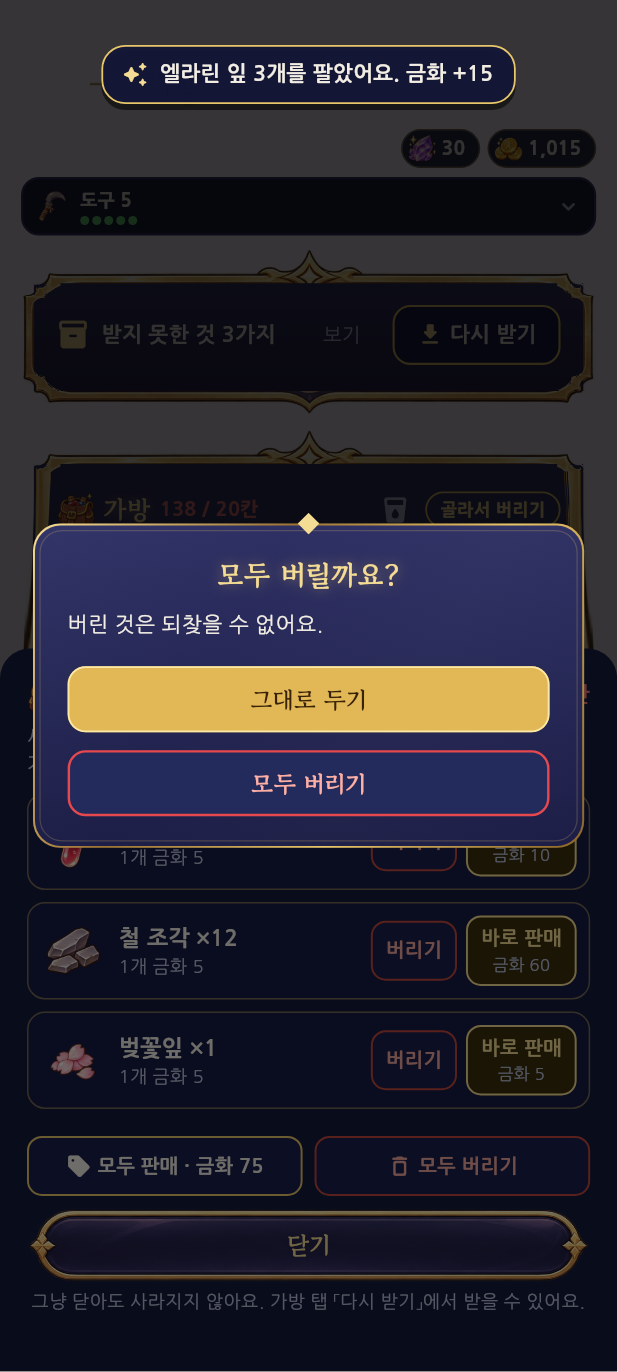 엘라린 잎 3개를 팔았어요. 금화 +15
30
1,015
도구 5
받지 못한 것 3가지
보기
다시 받기
가방 138 / 20칸
골라서 버리기
모두 버릴까요?
버린 것은 되찾을 수 없어요.
그대로 두기
모두 버리기
1개 금화 5
금화 10
철 조각 ×12
1개 금화 5
버리기
바로 판매
금화 60
벚꽃잎 ×1
1개 금화 5
버리기
바로 판매
금화 5
모두 판매 · 금화 75
모두 버리기
닫기
그냥 닫아도 사라지지 않아요. 가방 탭 「다시 받기」에서 받을 수 있어요.